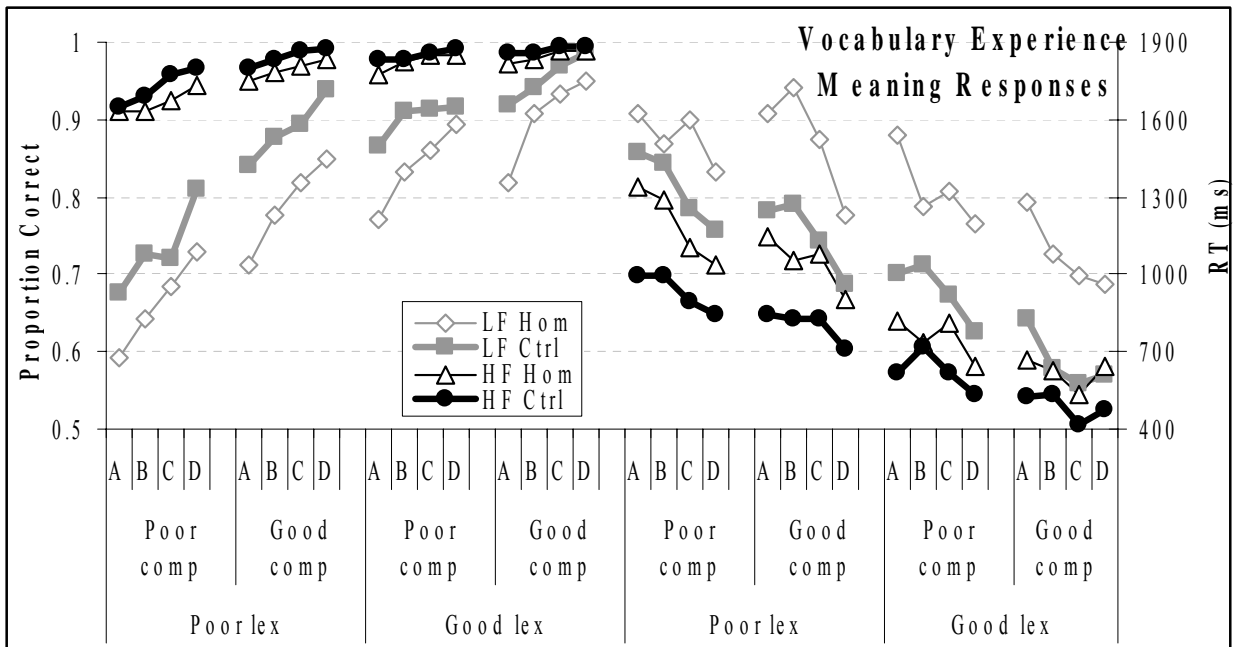 Vocabulary Experience
Meaning Responses
Proportion Correct
1
0.9
0.8
0.7
0.6
0.5
1900
1600
1300
1000
700
400
RT (ms)
LF Hom
LF Ctrl
HF Hom
HF Ctrl
A B C D A B C D A B C D A B C D A B C D A B C D A B C D A B C D
Poor comp Good comp Poor comp Good comp Poor comp Good comp Poor comp Good comp
Poor lex Good lex Poor lex Good lex